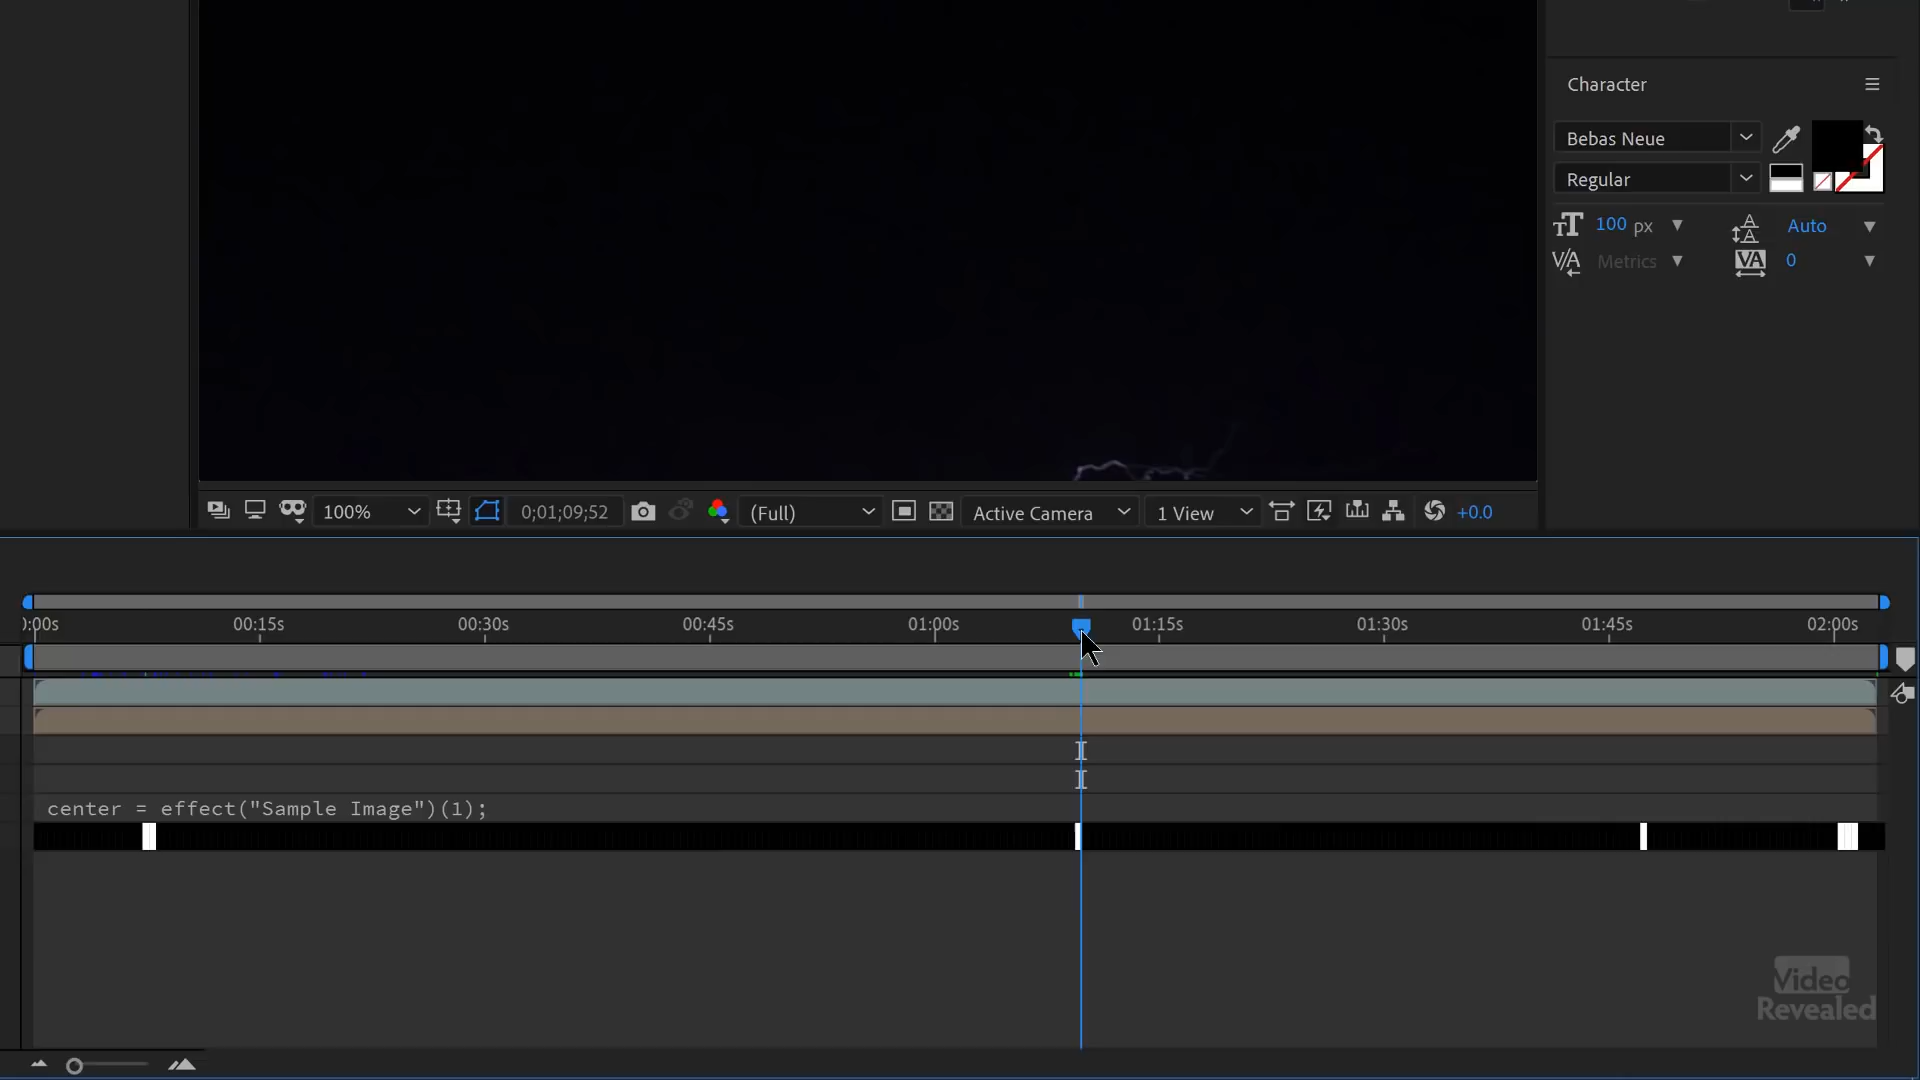 Character
Bebas Neue
Regular
100 px
Auto
Metrics
0
100%
0;01;09;52
(Full)
Active Camera
1 View
+0.0
):00s
00:15s
00:30s
00:45s
01:00s
01:15s
01:30s
01:45s
02:00s
center = effect("Sample Image")(1);
Video
Revealed